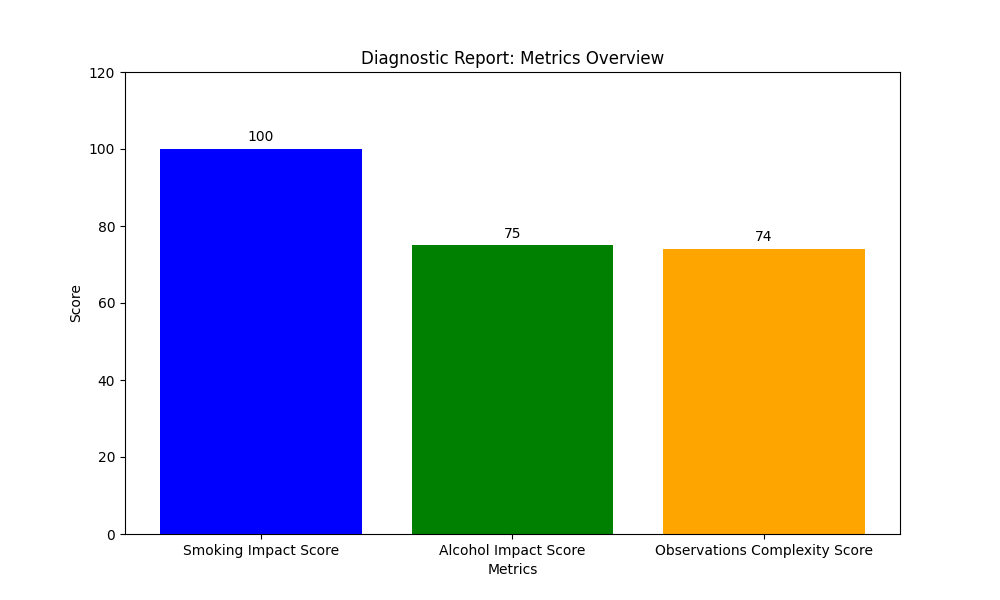 Diagnostic Report: Metrics Overview
120
100
80
60
40
20
0
Score
100
75
74
Smoking Impact Score
Alcohol Impact Score
Observations Complexity Score
Metrics